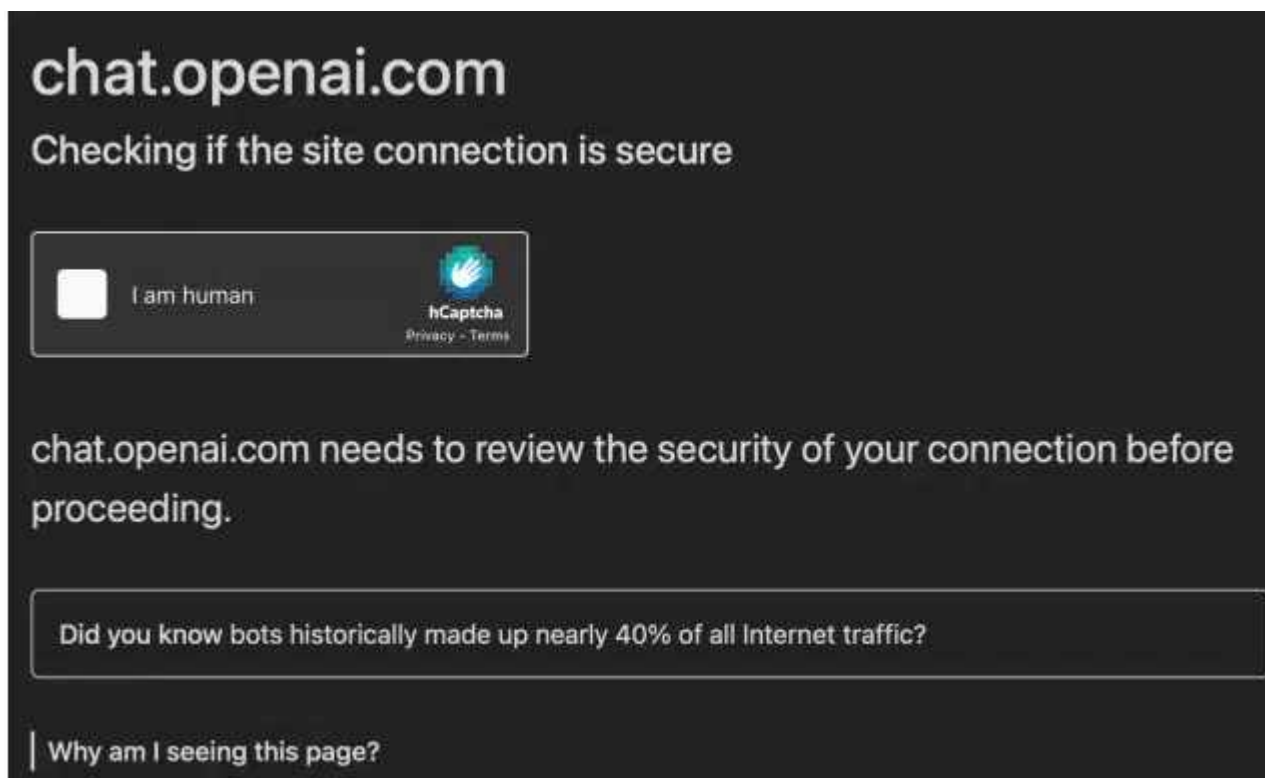 chat.openai.com
Checking if the site connection is secure
I am human
hCaptcha
Privacy - Terms
chat.openai.com needs to review the security of your connection before
proceeding.
Did you know bots historically made up nearly 40% of all Internet traffic?
Why am I seeing this page?